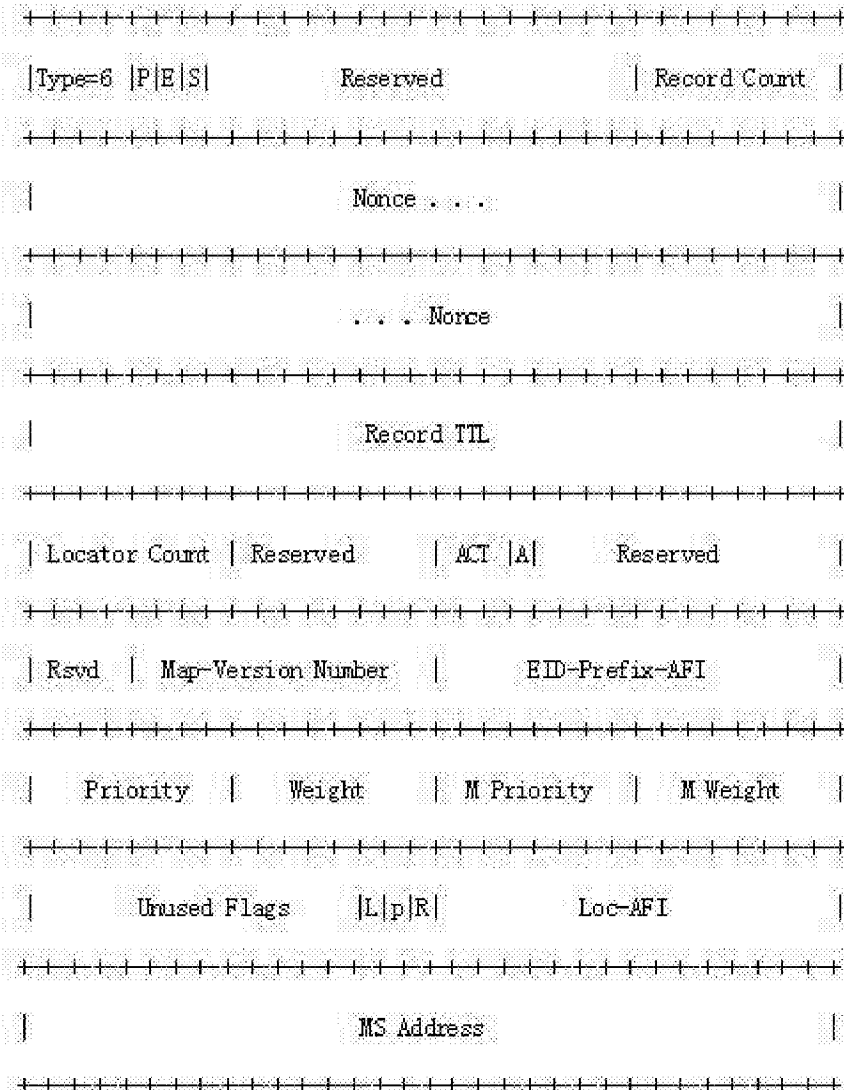 +-+-+-+-+-+-+-+-+-+-+-+-+-+-+-+-+-+-+-+-+-+-+-+-+-+-+-+-+-+-+-+-+
|Type=6 |P|E|S| Reserved | Record Count |
+-+-+-+-+-+-+-+-+-+-+-+-+-+-+-+-+-+-+-+-+-+-+-+-+-+-+-+-+-+-+-+-+
| Nonce . . . |
+-+-+-+-+-+-+-+-+-+-+-+-+-+-+-+-+-+-+-+-+-+-+-+-+-+-+-+-+-+-+-+-+
| . . . Nonce |
+-+-+-+-+-+-+-+-+-+-+-+-+-+-+-+-+-+-+-+-+-+-+-+-+-+-+-+-+-+-+-+-+
| Record TTL |
+-+-+-+-+-+-+-+-+-+-+-+-+-+-+-+-+-+-+-+-+-+-+-+-+-+-+-+-+-+-+-+-+
| Locator Count | Reserved | ACT |A| Reserved |
+-+-+-+-+-+-+-+-+-+-+-+-+-+-+-+-+-+-+-+-+-+-+-+-+-+-+-+-+-+-+-+-+
| Rsvd | Map-Version Number | EID-Prefix-AFI |
+-+-+-+-+-+-+-+-+-+-+-+-+-+-+-+-+-+-+-+-+-+-+-+-+-+-+-+-+-+-+-+-+
| Priority | Weight | M Priority | M Weight |
+-+-+-+-+-+-+-+-+-+-+-+-+-+-+-+-+-+-+-+-+-+-+-+-+-+-+-+-+-+-+-+-+
| Unused Flags |L|p|R| Loc-AFI |
+-+-+-+-+-+-+-+-+-+-+-+-+-+-+-+-+-+-+-+-+-+-+-+-+-+-+-+-+-+-+-+-+
| MS Address |
+-+-+-+-+-+-+-+-+-+-+-+-+-+-+-+-+-+-+-+-+-+-+-+-+-+-+-+-+-+-+-+-+